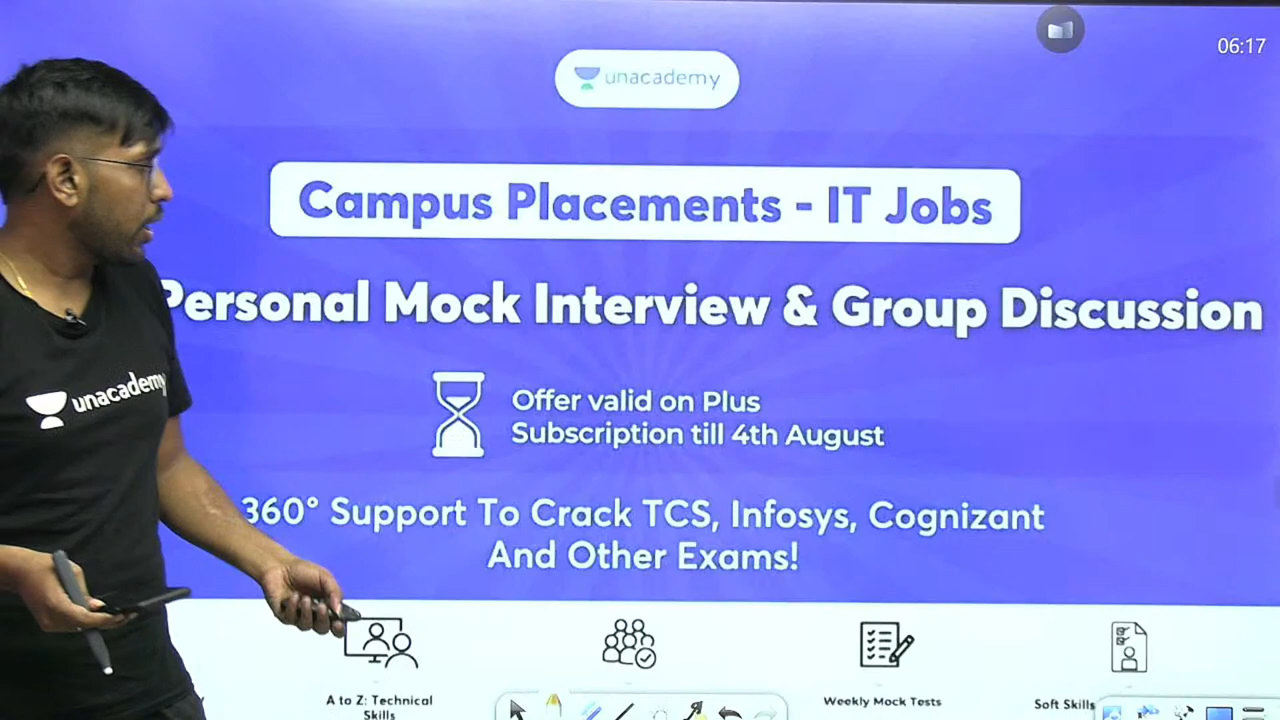 06:17
unacademy
Campus Placements - IT Jobs
Personal Mock Interview & Group Discussion
Offer valid on Plus
Subscription till 4th August
unacademy
360° Support To Crack TCS, Infosys, Cognizant
And Other Exams!
A to Z: Technical
Skills
Weekly Mock Tests
Soft Skills